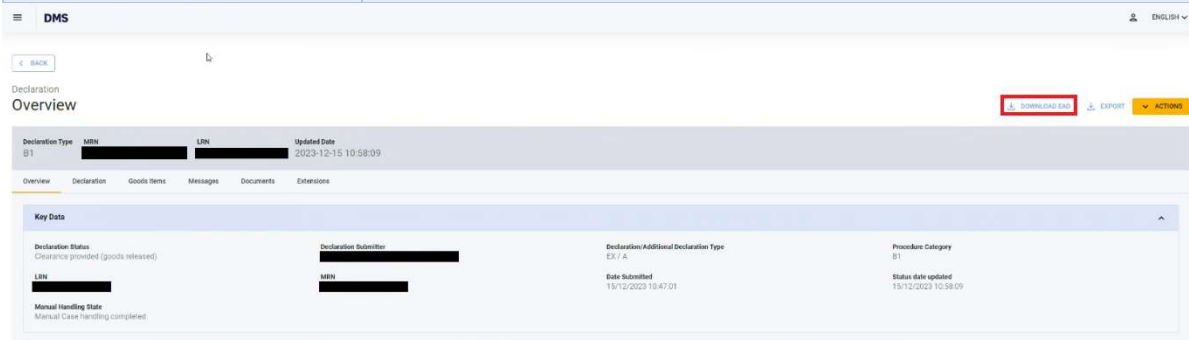 DMS ENGLISH
BACK
Declaration
Overview
DOWNLOAD EAD EXPORT ACTIONS
Declaration Type MRN LRN Updated Date
B1 2023-12-15 10:58:09
Overview Declaration Goods Items Messages Documents Extensions
Key Data
Declaration Status Declaration Submitter Declaration/Additional Declaration Type Procedure Category
Clearance provided (goods released) EX / A B1
LRN MRN Date Submitted Status date updated
15/12/2023 10:47:01 15/12/2023 10:58:09
Manual Handling State
Manual Case handling completed